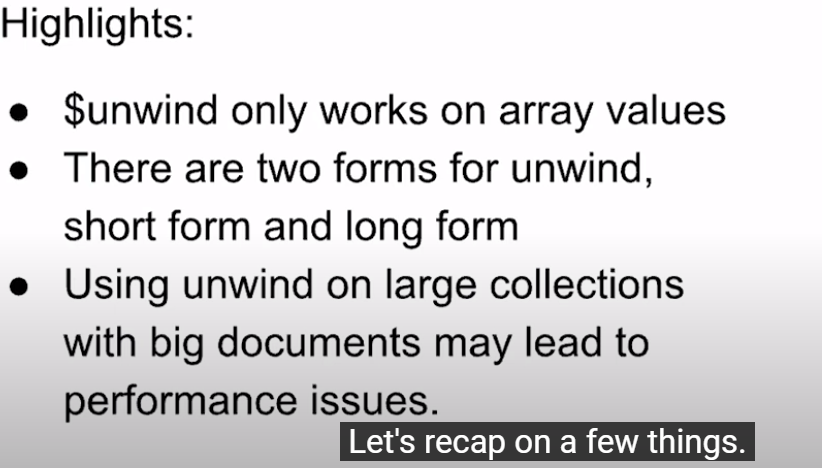 Highlights:
● $unwind only works on array values
● There are two forms for unwind,
short form and long form
● Using unwind on large collections
with big documents may lead to
performance issues.
Let's recap on a few things.